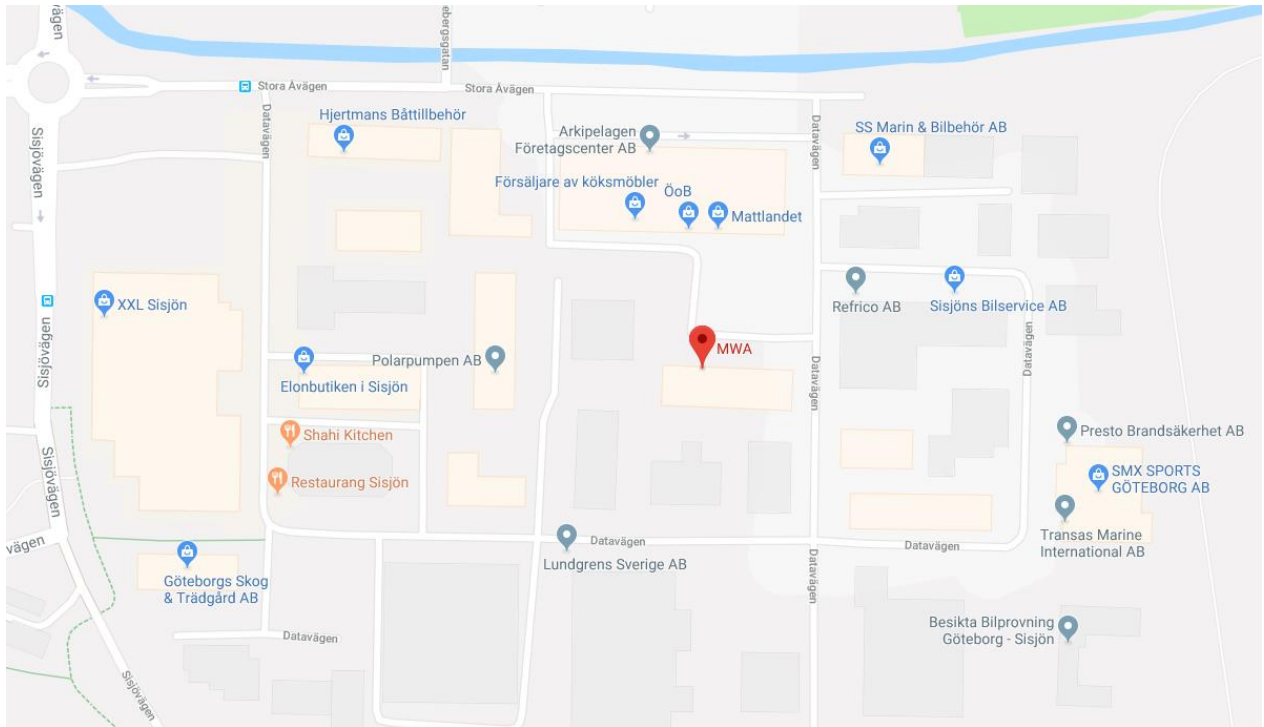 Sisjövägen
ebergsgatan
Stora Åvägen
Stora Åvägen
Datavägen
Hjertmans Båttillbehör
Arkipelagen
Företagscenter AB
Datavägen
SS Marin & Bilbehör AB
Sisjövägen
Försäljare av köksmöbler
ÖoB
Mattlandet
XXL Sisjön
Refrico AB
Sisjöns Bilservice AB
Sisjövägen
Polarpumpen AB
MWA
Datavägen
Elonbutiken i Sisjön
Datavägen
Shahi Kitchen
Presto Brandsäkerhet AB
Sisjövägen
Restaurang Sisjön
SMX SPORTS
GÖTEBORG AB
vägen
Datavägen
Datavägen
Transas Marine
International AB
Lundgrens Sverige AB
Datavägen
Göteborgs Skog
& Trädgård AB
Datavägen
Besikta Bilprovning
Göteborg - Sisjön
Sisjövägen